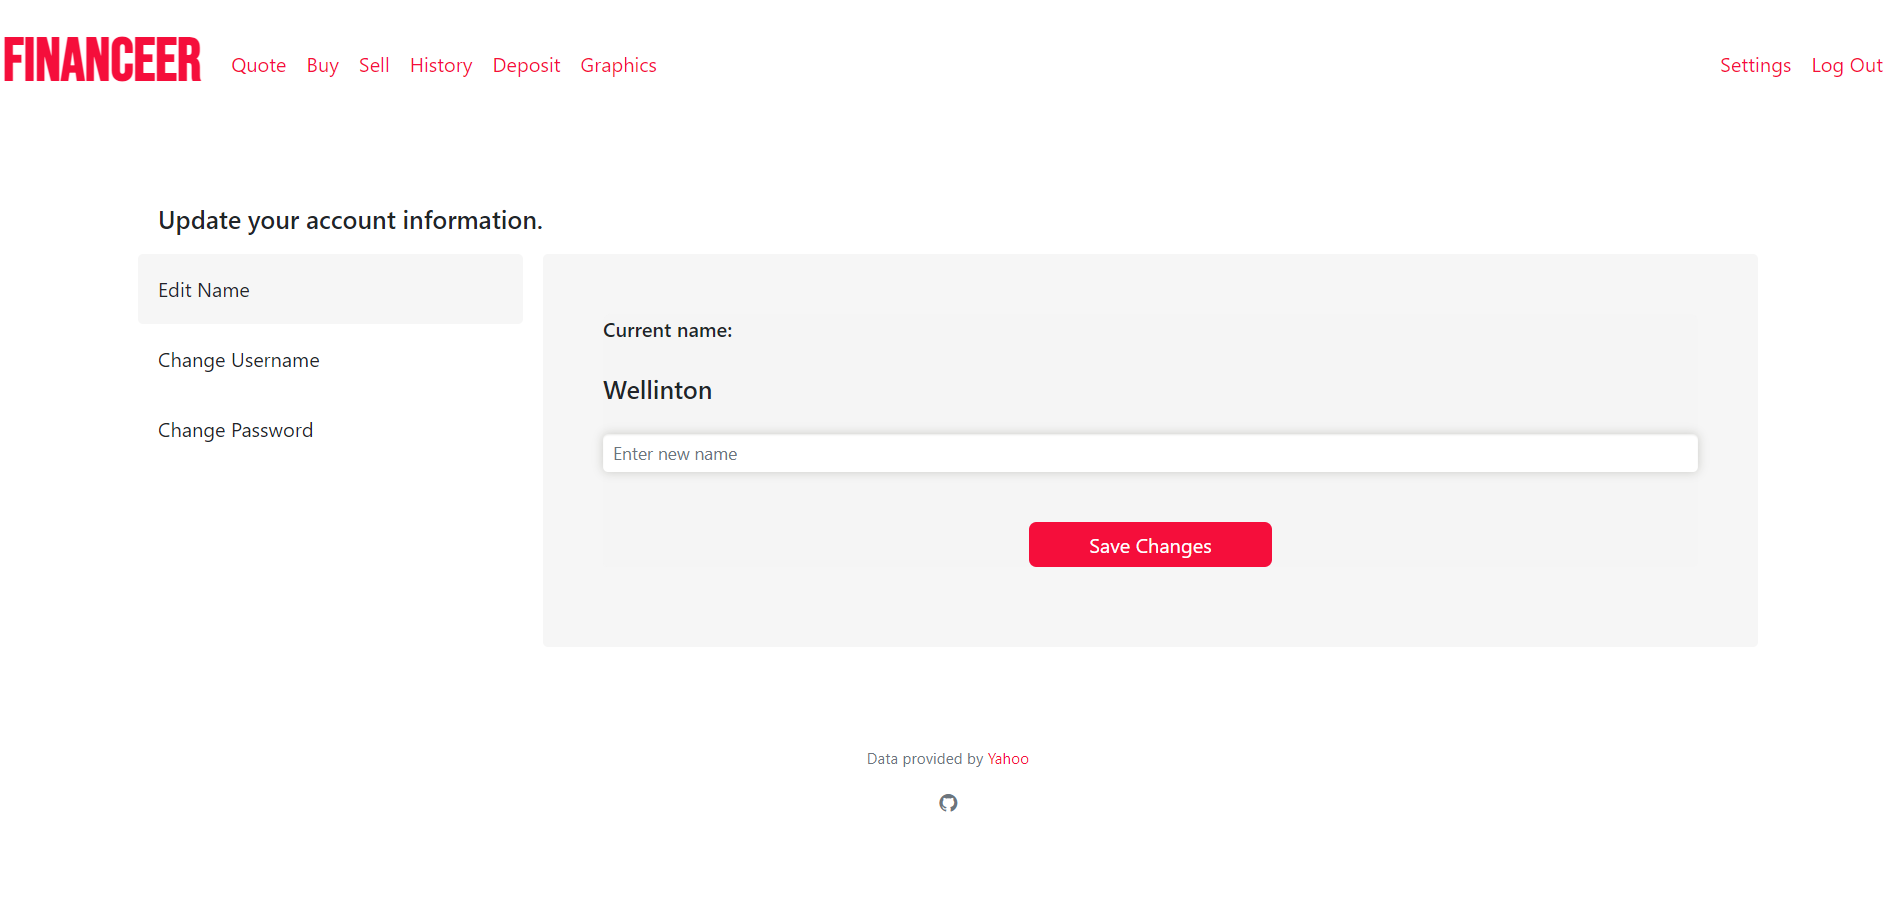 FINANCEER Quote Buy Sell History Deposit Graphics Settings Log Out
Update your account information.
Edit Name
Change Username
Change Password
Current name:
Wellinton
Enter new name
Save Changes
Data provided by Yahoo